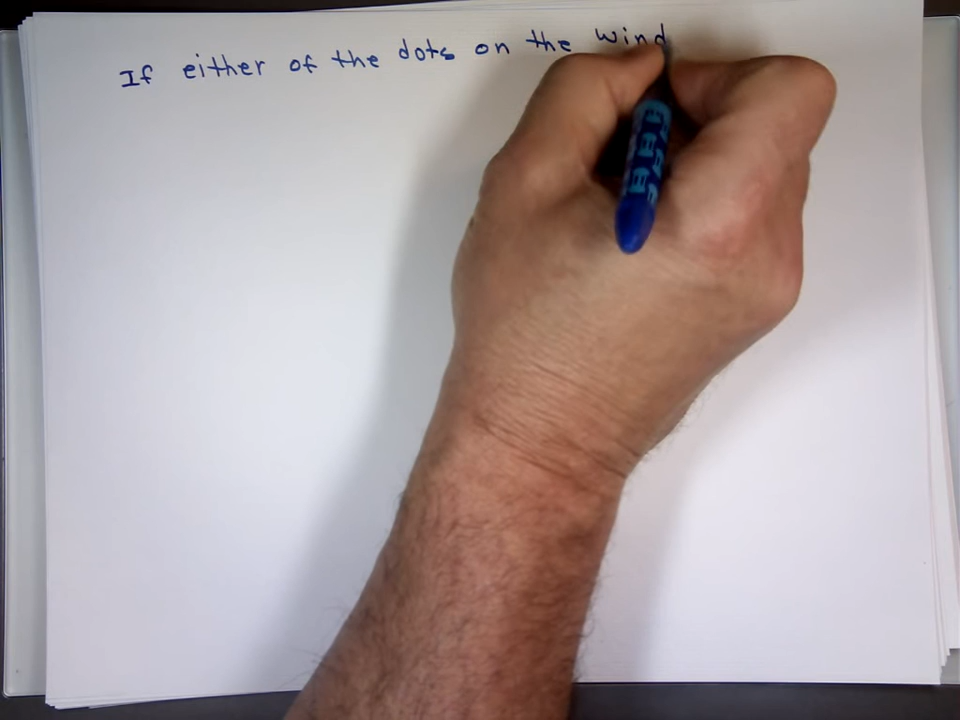 If either of the dots on the wind